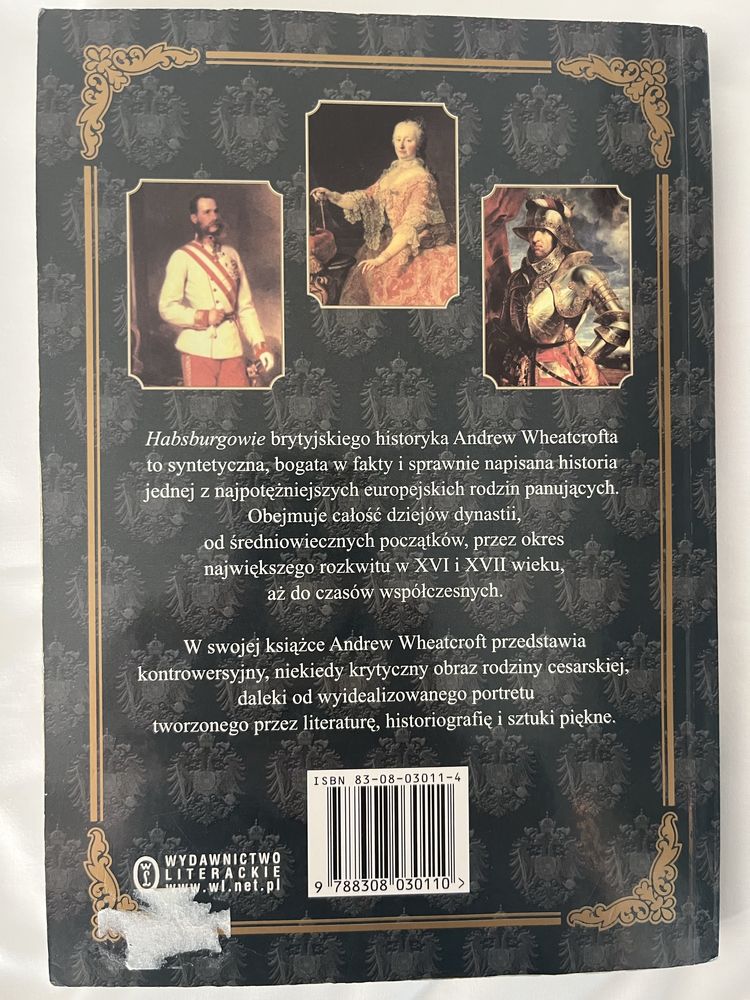 Habsburgowie brytyjskiego historyka Andrew Wheatcrofta
to syntetyczna, bogata w fakty i sprawnie napisana historia
jednej z najpotężniejszych europejskich rodzin panujących.
Obejmuje całość dziejów dynastii,
od średniowiecznych początków, przez okres
największego rozkwitu w XVI i XVII wieku,
aż do czasów współczesnych.
W swojej książce Andrew Wheatcroft przedstawia
kontrowersyjny, niekiedy krytyczny obraz rodziny cesarskiej,
daleki od wyidealizowanego portretu
tworzonego przez literaturę, historiografię i sztuki piękne.
ISBN 83-08-03011-4
9 788308 030110 >
WL
WYDAWNICTWO
LITERACKIE
www.wl.net.pl